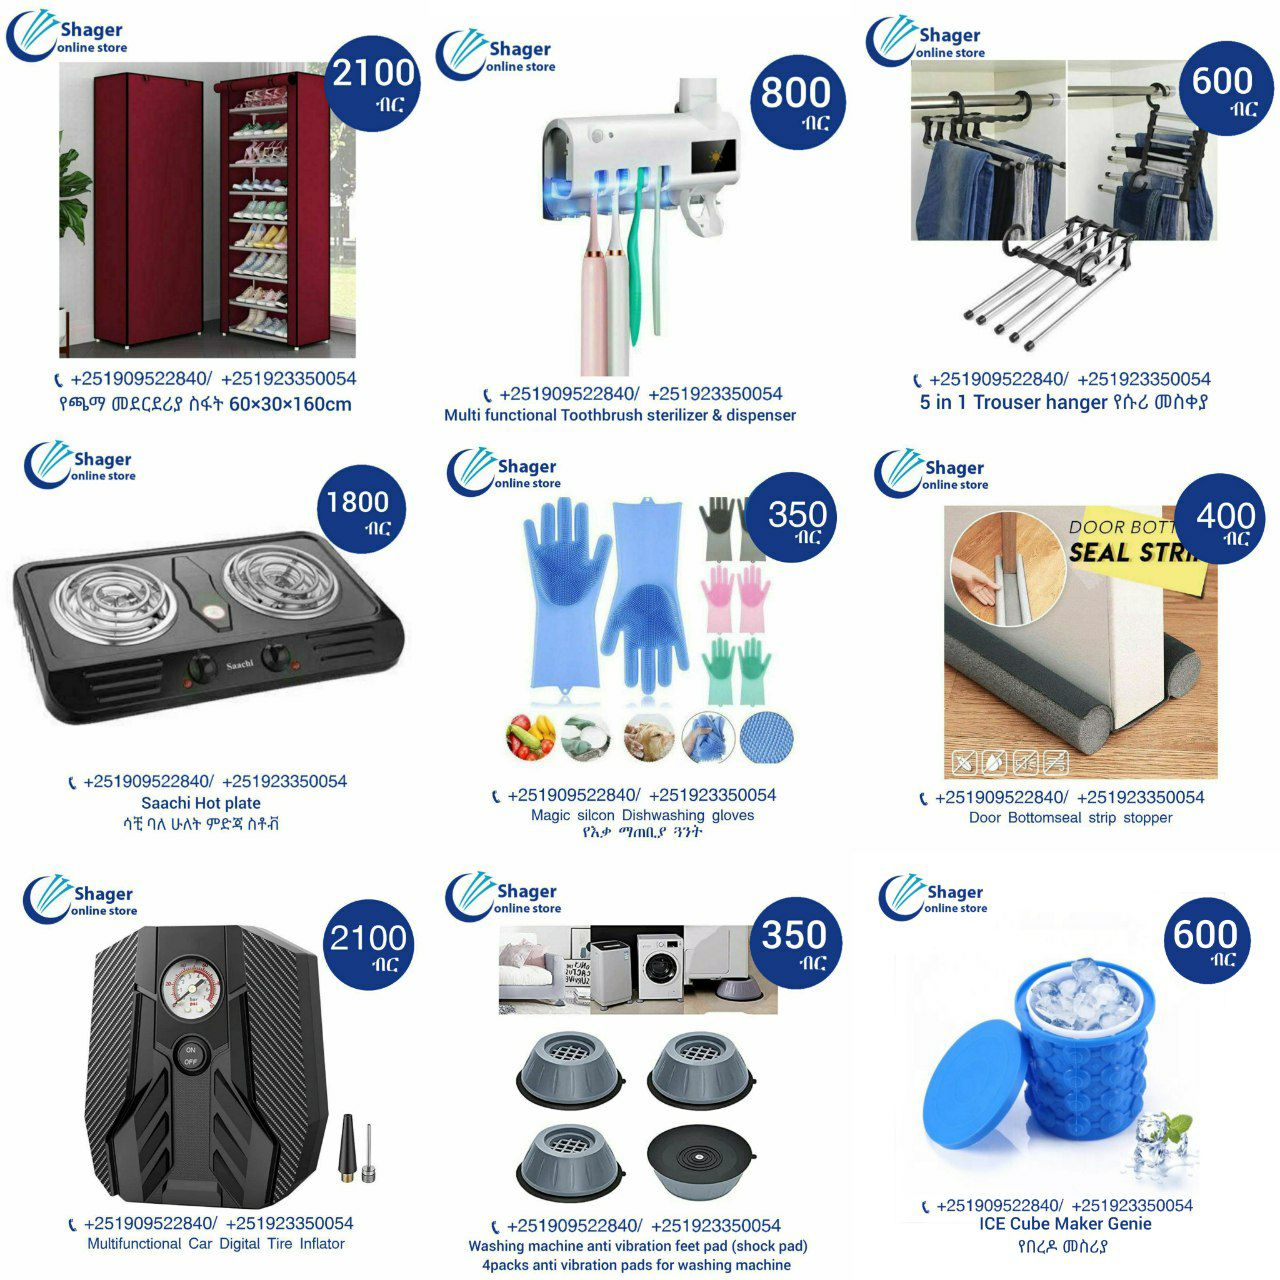 Shager
online store
2100
ብር
+251909522840/ +251923350054
የጫማ መደርደሪያ ስፋት 60×30×160cm
Shager
online store
800
ብር
+251909522840/ +251923350054
Multi functional Toothbrush sterilizer & dispenser
Shager
online store
600
ብር
+251909522840/ +251923350054
5 in 1 Trouser hanger የሱሪ መስቀያ
Shager
online store
1800
ብር
Saachi
+251909522840/ +251923350054
Saachi Hot plate
ሳቺ ባለ ሁለት ምድጃ ስቶቭ
Shager
online store
350
ብር
+251909522840/ +251923350054
Magic silcon Dishwashing gloves
የእቃ ማጠቢያ ጓንት
Shager
online store
400
ብር
DOOR BOTT
SEAL STRI
+251909522840/ +251923350054
Door Bottomseal strip stopper
Shager
online store
2100
ብር
bar
psi
ON
OFF
+251909522840/ +251923350054
Multifunctional Car Digital Tire Inflator
Shager
online store
350
ብር
+251909522840/ +251923350054
Washing machine anti vibration feet pad (shock pad)
4packs anti vibration pads for washing machine
Shager
online store
600
ብር
+251909522840/ +251923350054
ICE Cube Maker Genie
የበረዶ መስሪያ